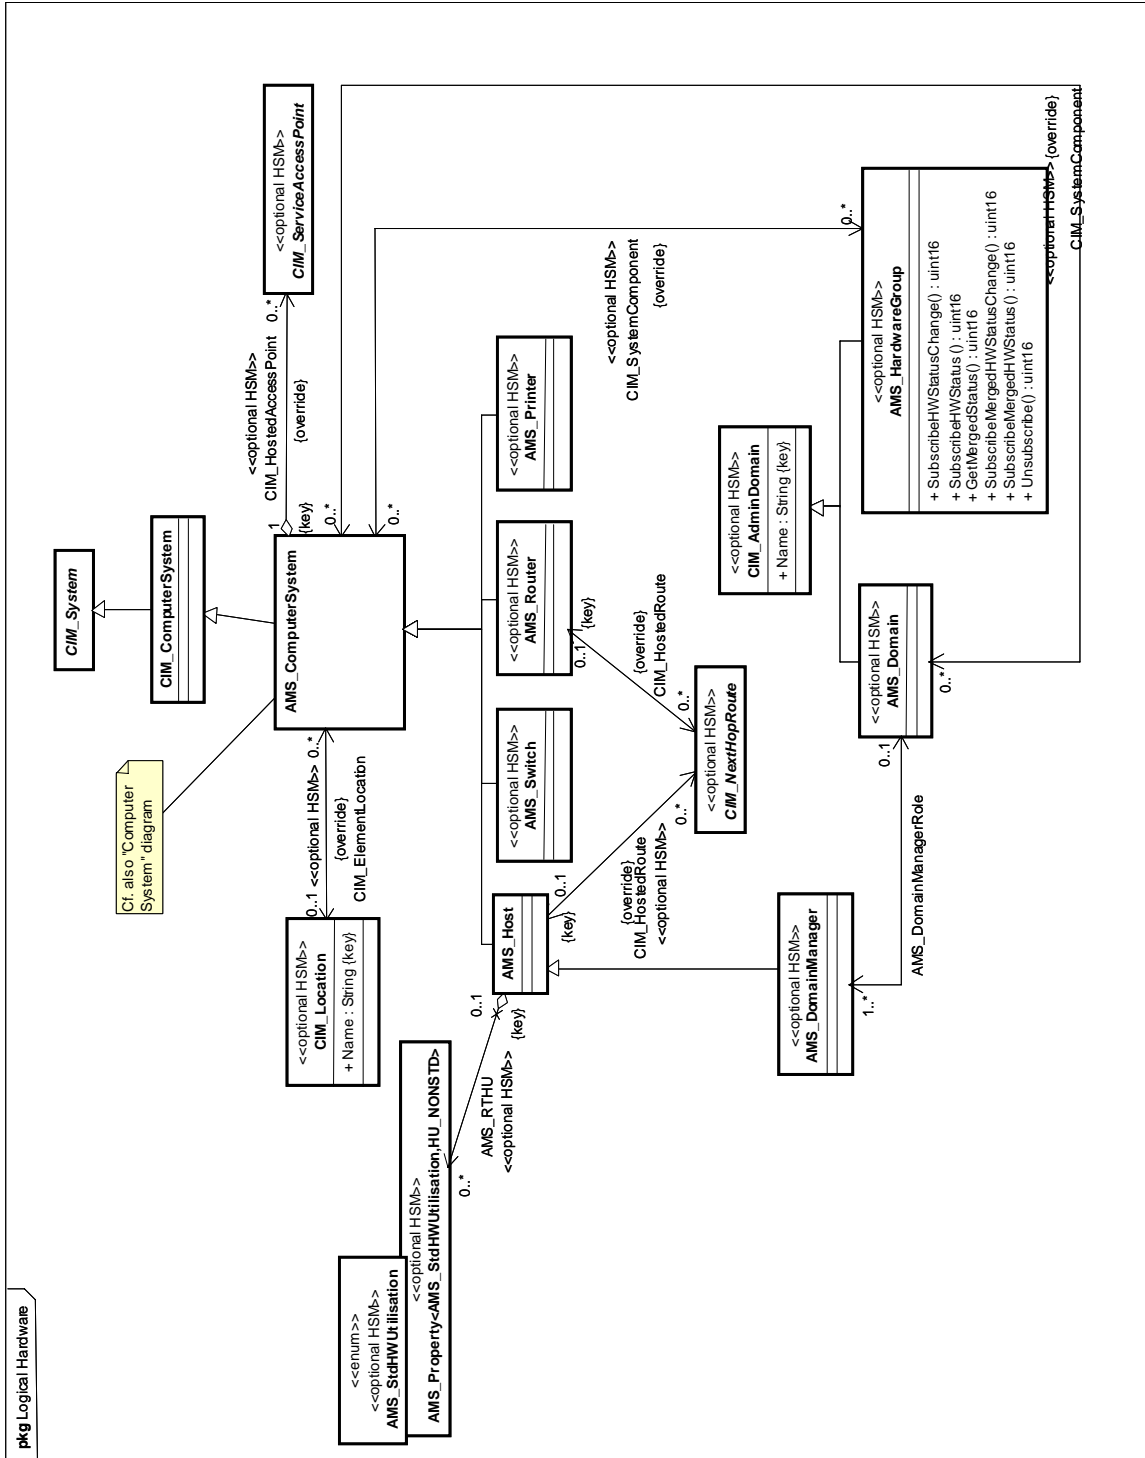 pkg Logical Hardware
CIM_System
CIM_ComputerSystem
Cf. also "Computer
System" diagram
AMS_ComputerSystem
<<optional HSM>>
CIM_Location
+ Name : String {key}
0..1
<<optional HSM>>
0..*
{override}
CIM_ElementLocation
<<optional HSM>>
CIM_HostedAccessPoint
{override}
1
{key}
0..*
<<optional HSM>>
CIM_ServiceAccessPoint
0..*
0..*
<<enum>>
<<optional HSM>>
AMS_StdHWUtilisation
<<optional HSM>>
AMS_Property<AMS_StdHWUtilisation,HU_NONSTD>
0..*
AMS_RTHU
<<optional HSM>>
0..1
{key}
AMS_Host
<<optional HSM>>
AMS_Switch
<<optional HSM>>
AMS_Router
<<optional HSM>>
AMS_Printer
0..1
{key}
{override}
CIM_HostedRoute
<<optional HSM>>
0..*
0..1
{key}
{override}
CIM_HostedRoute
0..*
<<optional HSM>>
CIM_NextHopRoute
<<optional HSM>>
CIM_SystemComponent
{override}
0..*
<<optional HSM>>
CIM_AdminDomain
+ Name : String {key}
<<optional HSM>>
AMS_DomainManager
1..*
AMS_DomainManagerRole
0..1
<<optional HSM>>
AMS_Domain
0..*
<<optional HSM>>
AMS_HardwareGroup
+ SubscribeHWStatusChange() : uint16
+ SubscribeHWStatus() : uint16
+ GetMergedStatus() : uint16
+ SubscribeMergedHWStatusChange() : uint16
+ SubscribeMergedHWStatus() : uint16
+ Unsubscribe() : uint16
<<optional HSM>> {override}
CIM_SystemComponent